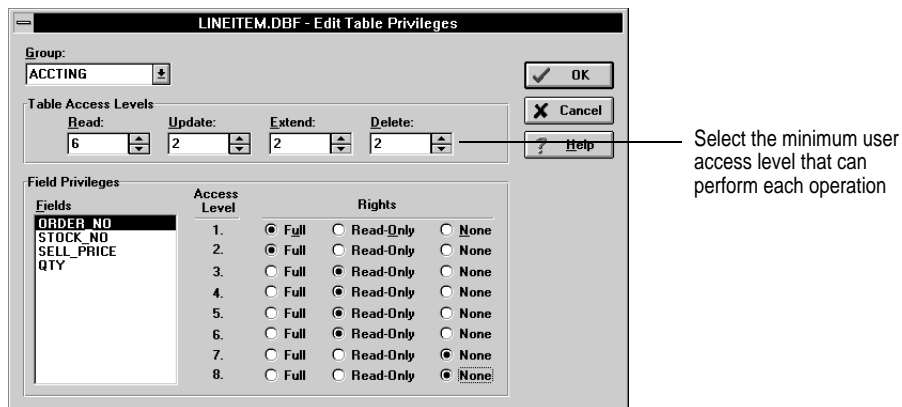 LINEITEM.DBF - Edit Table Privileges
Group:
ACCTING
OK
Cancel
Help
Table Access Levels
Read: Update: Extend: Delete:
6 2 2 2
Select the minimum user
access level that can
perform each operation
Field Privileges
Fields
ORDER_NO
STOCK_NO
SELL_PRICE
QTY
Access
Level
Rights
1. Full Read-Only None
2. Full Read-Only None
3. Full Read-Only None
4. Full Read-Only None
5. Full Read-Only None
6. Full Read-Only None
7. Full Read-Only None
8. Full Read-Only None